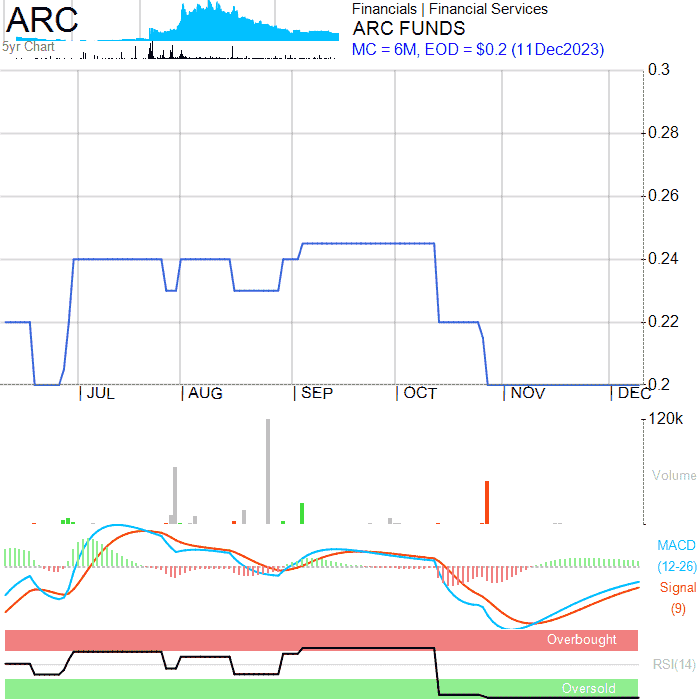 ARC
5yr Chart
Financials | Financial Services
ARC FUNDS
MC = 6M, EOD = $0.2 (11Dec2023)
0.3
0.28
0.26
0.24
0.22
0.2
JUL AUG SEP OCT NOV DEC
120k
Volume
MACD
(12-26)
Signal
(9)
Overbought
RSI(14)
Oversold